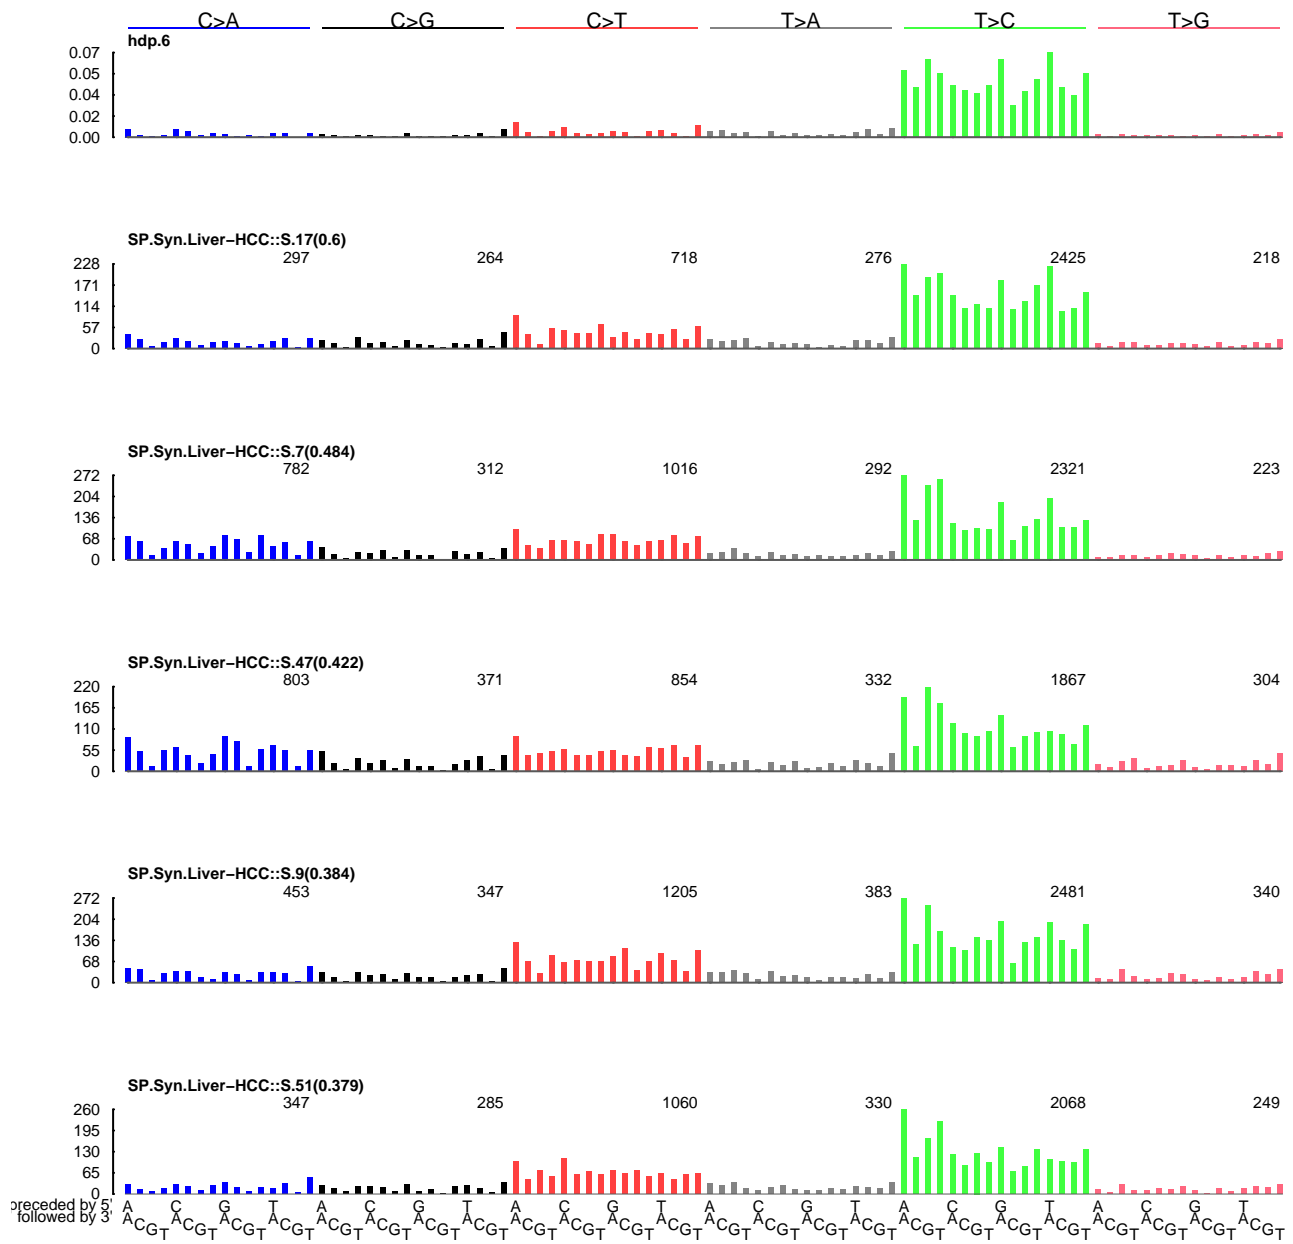 C>A C>G C>T T>A T>C T>G
hdp.6
0.07
0.05
0.04
0.02
0.00
SP.Syn.Liver−HCC::S.17(0.6)
297 264 718 276 2425 218
228
171
114
57
0
SP.Syn.Liver−HCC::S.7(0.484)
782 312 1016 292 2321 223
272
204
136
68
0
SP.Syn.Liver−HCC::S.47(0.422)
803 371 854 332 1867 304
220
165
110
55
0
SP.Syn.Liver−HCC::S.9(0.384)
453 347 1205 383 2481 340
272
204
136
68
0
SP.Syn.Liver−HCC::S.51(0.379)
347 285 1060 330 2068 249
260
195
130
65
0
preceded by 5' A C G T A C G T A C G T A C G T A C G T A C G T
followed by 3' A C G T A C G T A C G T A C G T A C G T A C G T A C G T A C G T A C G T A C G T A C G T A C G T A C G T A C G T A C G T A C G T A C G T A C G T A C G T A C G T A C G T A C G T A C G T A C G T